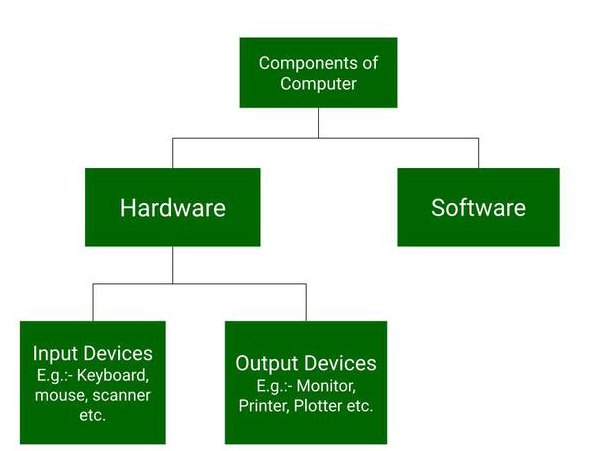 Components of
Computer
Hardware
Software
Input Devices
E.g.:- Keyboard,
mouse, scanner
etc.
Output Devices
E.g.:- Monitor,
Printer, Plotter etc.